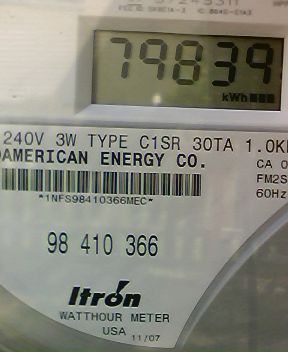 79839
kWh
240V 3W TYPE C1SR 30TA 1.0K
AMERICAN ENERGY CO.
CA 0
FM2S
60Hz
*1NFS98410366MEC*
98 410 366
Itron
WATTHOUR METER
USA 11/07